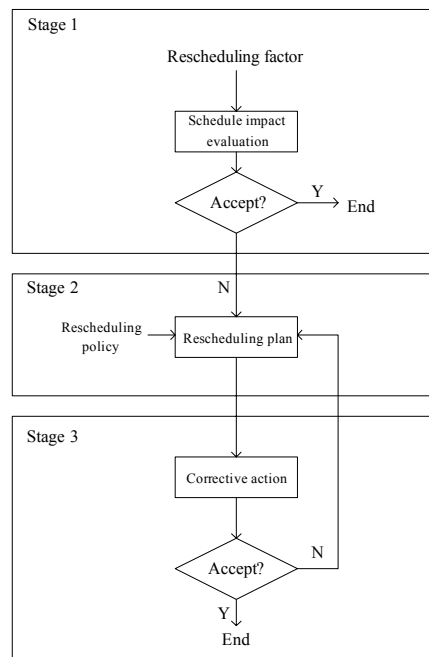 Stage 1
Rescheduling factor
Schedule impact
evaluation
Accept?
Y
End
N
Stage 2
Rescheduling
policy
Rescheduling plan
Stage 3
Corrective action
Accept?
N
Y
End